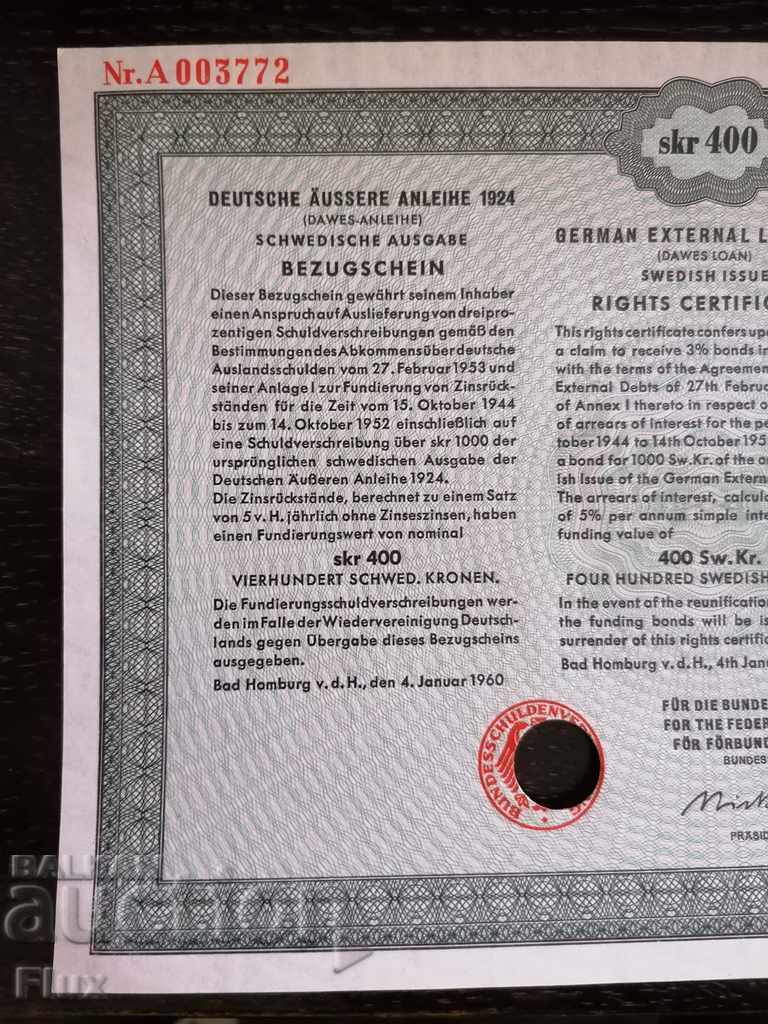 Nr. A 003772
skr 400
DEUTSCHE ÄUSSERE ANLEIHE 1924
(DAWES-ANLEIHE)
SCHWEDISCHE AUSGABE
BEZUGSCHEIN
Dieser Bezugschein gewährt seinem Inhaber
einen Anspruch auf Auslieferung von dreipro-
zentigen Schuldverschreibungen gemäß den
Bestimmungen des Abkommens über deutsche
Auslandsschulden vom 27. Februar 1953 und
seiner Anlage I zur Fundierung von Zinsrück-
ständen für die Zeit vom 15. Oktober 1944
bis zum 14. Oktober 1952 einschließlich auf
eine Schuldverschreibung über skr 1000 der
ursprünglichen schwedischen Ausgabe der
Deutschen Äußeren Anleihe 1924.
Die Zinsrückstände, berechnet zu einem Satz
von 5 v. H. jährlich ohne Zinseszinsen, haben
einen Fundierungswert von nominal
skr 400
VIERHUNDERT SCHWED. KRONEN.
Die Fundierungsschuldverschreibungen wer-
den im Falle der Wiedervereinigung Deutsch-
lands gegen Übergabe dieses Bezugscheins
ausgegeben.
Bad Homburg v. d. H., den 4. Januar 1960
GERMAN EXTERNAL L
(DAWES LOAN)
SWEDISH ISSUE
RIGHTS CERTIFIC
This rights certificate confers upo
a claim to receive 3% bonds in
with the terms of the Agreemen
External Debts of 27th Februa
of Annex I thereto in respect o
of arrears of interest for the pe
tober 1944 to 14th October 195
a bond for 1000 Sw.Kr. of the or
ish Issue of the German Extern
The arrears of interest, calcula
of 5% per annum simple inte
funding value of
400 Sw. Kr.
FOUR HUNDRED SWEDISH
In the event of the reunification
the funding bonds will be is
surrender of this rights certific
Bad Homburg v. d. H., 4th Janu
FÜR DIE BUNDE
FOR THE FEDER
FÖR FÖRBUN
BUNDES
PRÄSID
BUNDESSCHULDENVE
NG
BALKAN
auction
Flux